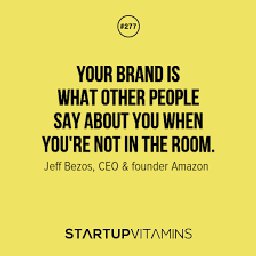 #277
YOUR BRAND IS
WHAT OTHER PEOPLE
SAY ABOUT YOU WHEN
YOU'RE NOT IN THE ROOM.
Jeff Bezos, CEO & founder Amazon
STARTUPVITAMINS